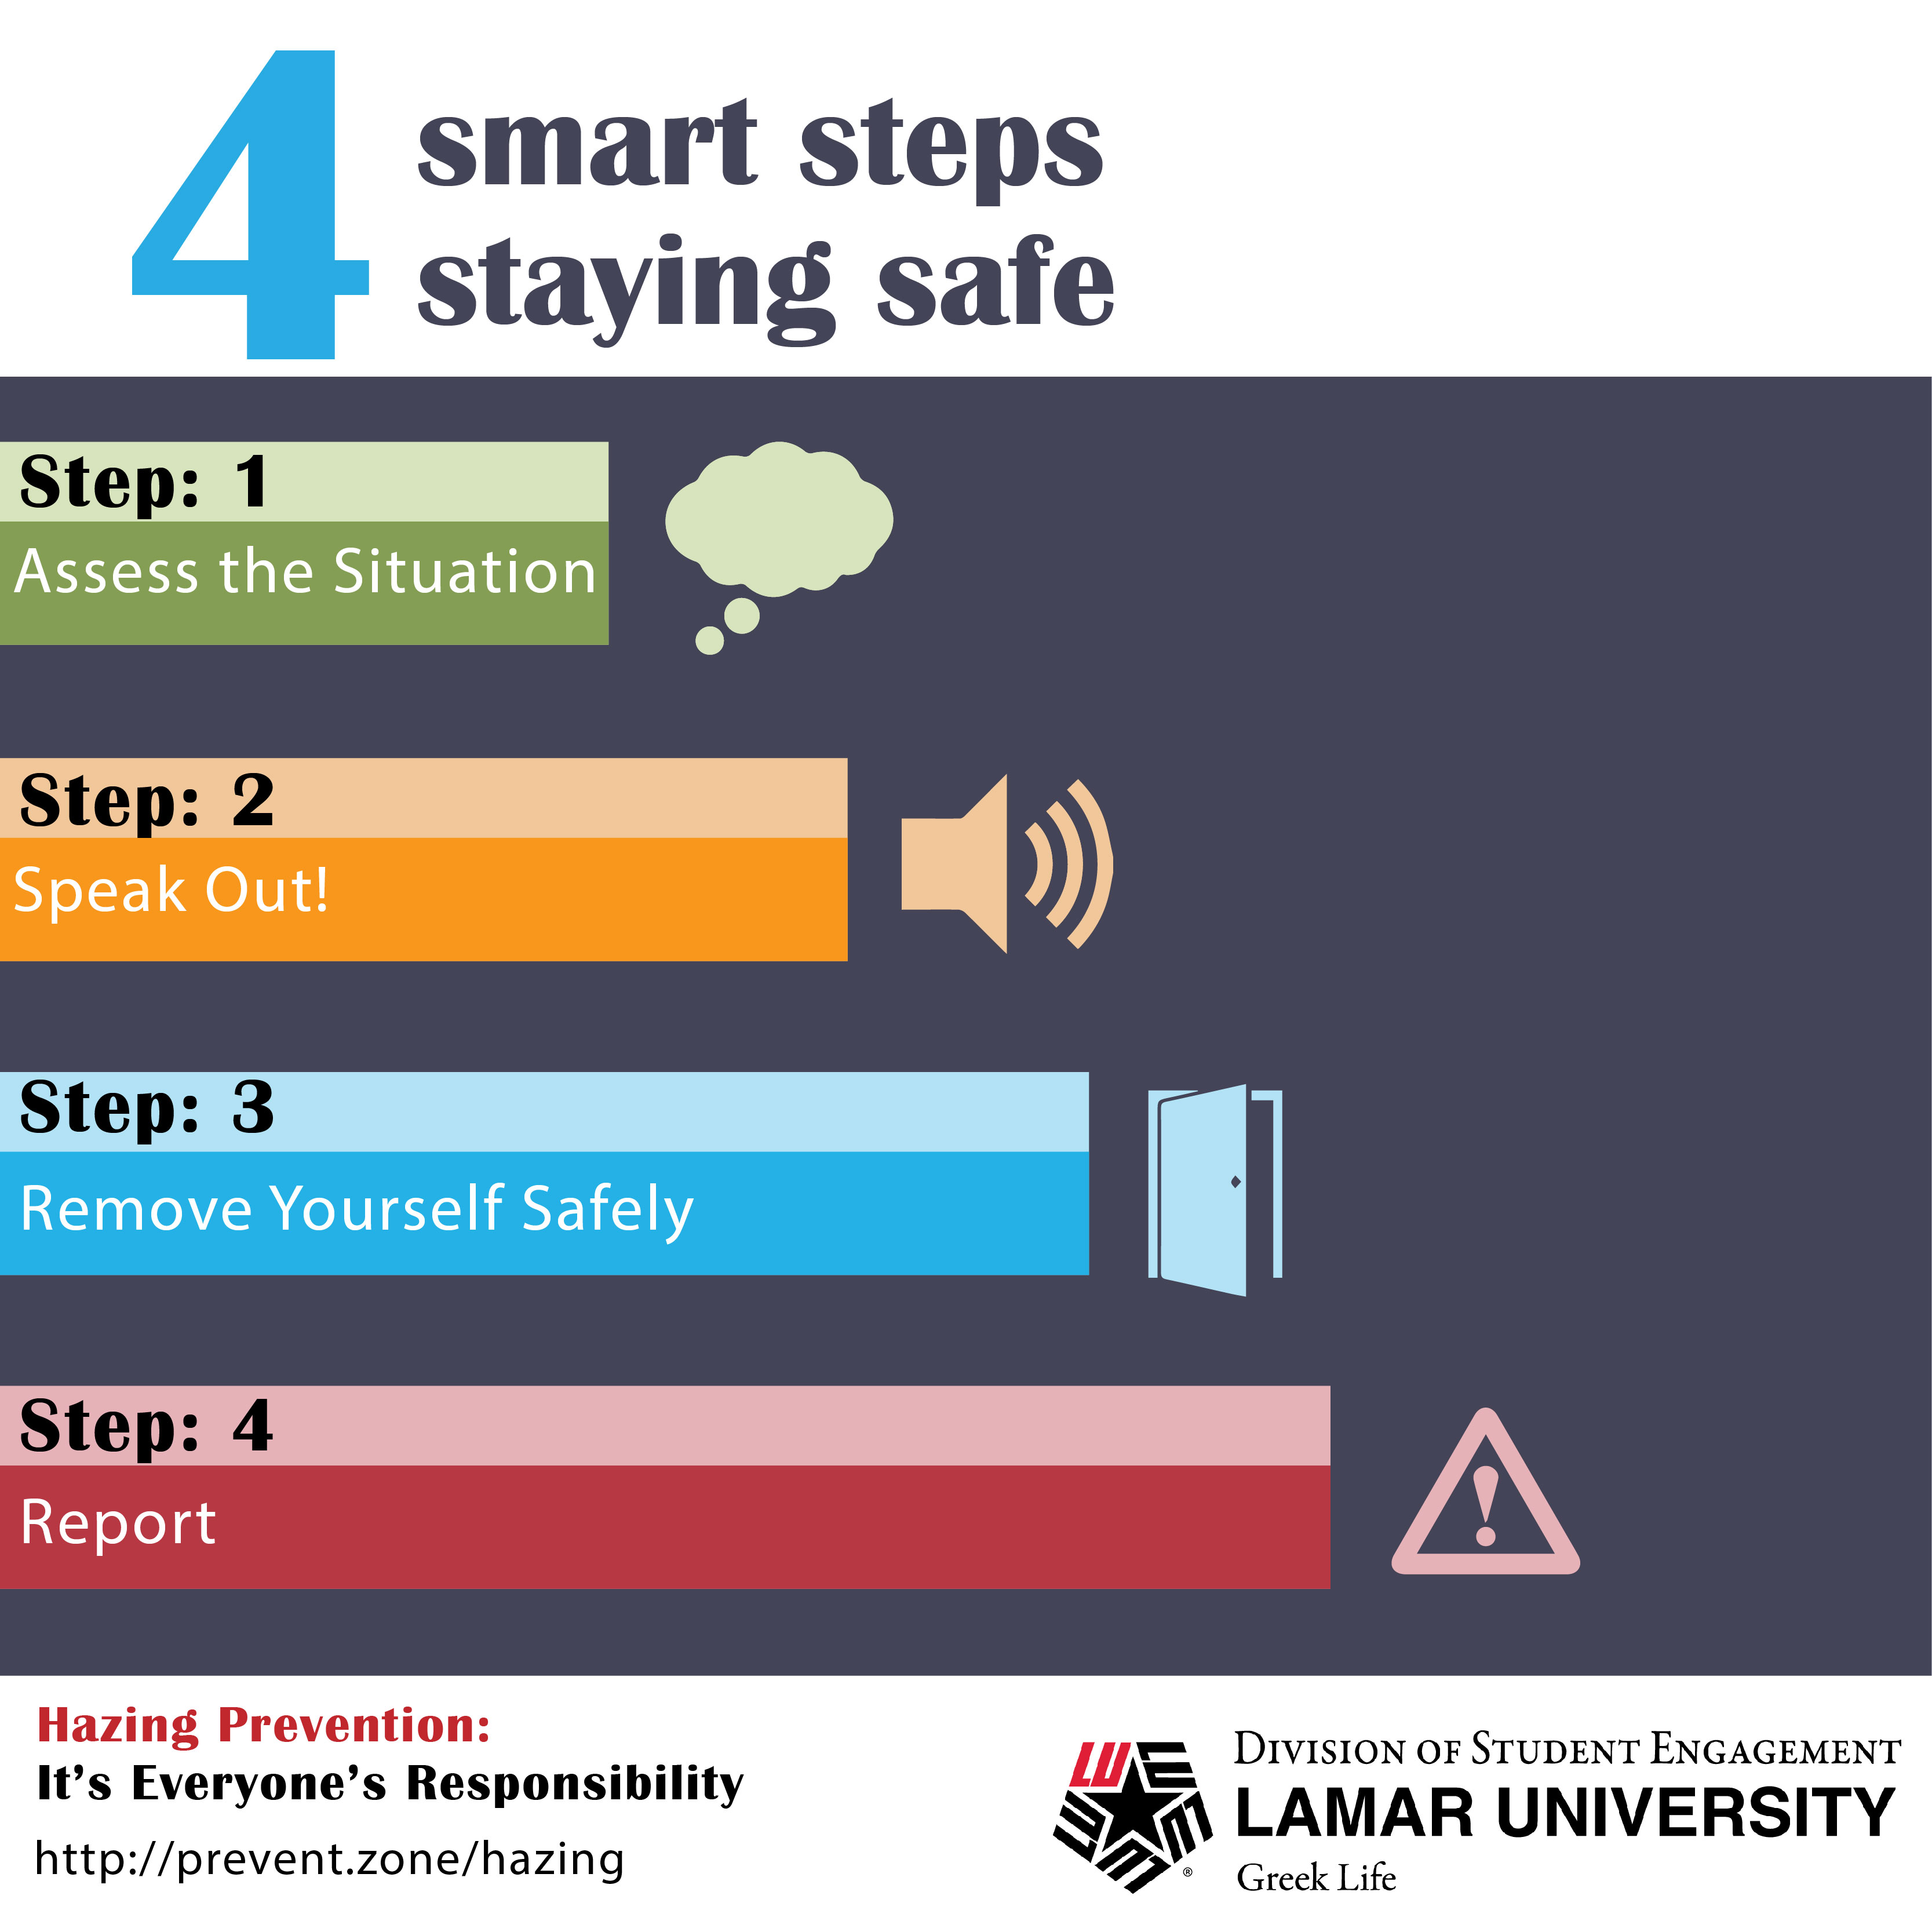 4
smart steps
staying safe
Step: 1
Assess the Situation
Step: 2
Speak Out!
Step: 3
Remove Yourself Safely
Step: 4
Report
Hazing Prevention:
It's Everyone's Responsibility
http://prevent.zone/hazing
Division of Student Engagement
LAMAR UNIVERSITY
Greek Life
®